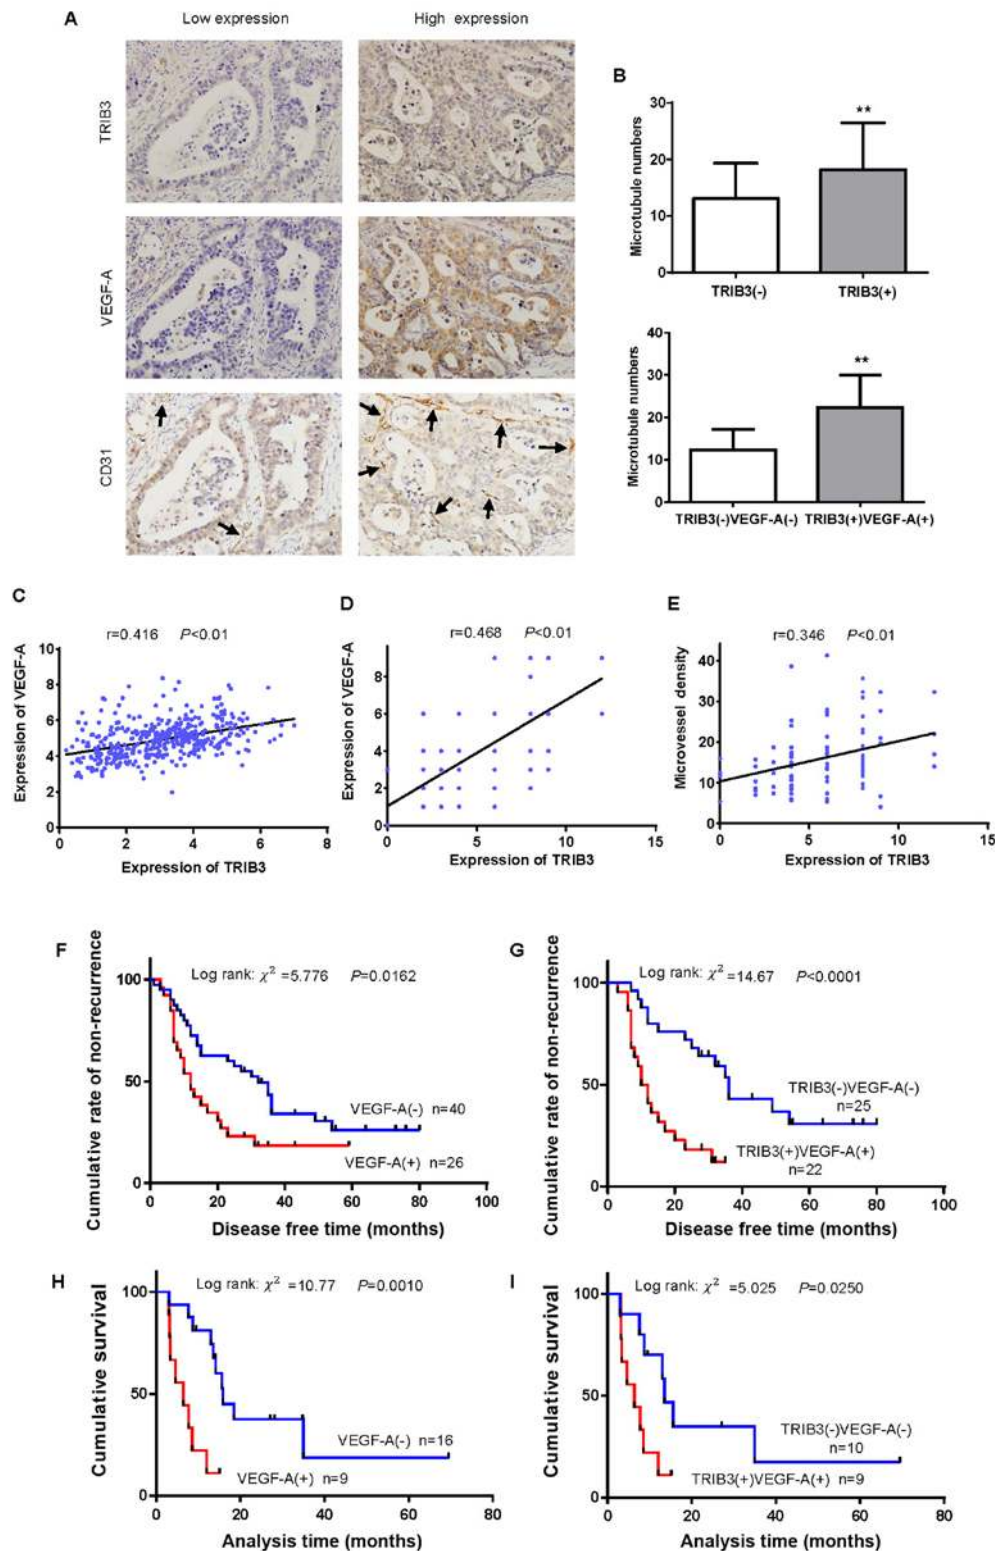 A
Low expression
High expression
TRIB3
VEGF-A
CD31
B
Microtubule numbers
30
20
10
0
**
TRIB3(-)
TRIB3(+)
Microtubule numbers
40
30
20
10
0
**
TRIB3(-)VEGF-A(-)
TRIB3(+)VEGF-A(+)
C
r=0.416 P<0.01
Expression of VEGF-A
10
8
6
4
2
0
0 2 4 6 8
Expression of TRIB3
D
r=0.468 P<0.01
Expression of VEGF-A
8
6
4
2
0
0 5 10 15
Expression of TRIB3
E
r=0.346 P<0.01
Microvessel density
40
30
20
10
0
0 5 10 15
Expression of TRIB3
F
Log rank: χ² =5.776 P=0.0162
Cumulative rate of non-recurrence
100
50
0
VEGF-A(-) n=40
VEGF-A(+) n=26
0 20 40 60 80 100
Disease free time (months)
G
Log rank: χ² =14.67 P<0.0001
Cumulative rate of non-recurrence
100
50
0
TRIB3(-)VEGF-A(-)
n=25
TRIB3(+)VEGF-A(+)
n=22
0 20 40 60 80 100
Disease free time (months)
H
Log rank: χ² =10.77 P=0.0010
Cumulative survival
100
50
0
VEGF-A(-) n=16
VEGF-A(+) n=9
0 20 40 60 80
Analysis time (months)
I
Log rank: χ² =5.025 P=0.0250
Cumulative survival
100
50
0
TRIB3(-)VEGF-A(-)
n=10
TRIB3(+)VEGF-A(+) n=9
0 20 40 60 80
Analysis time (months)